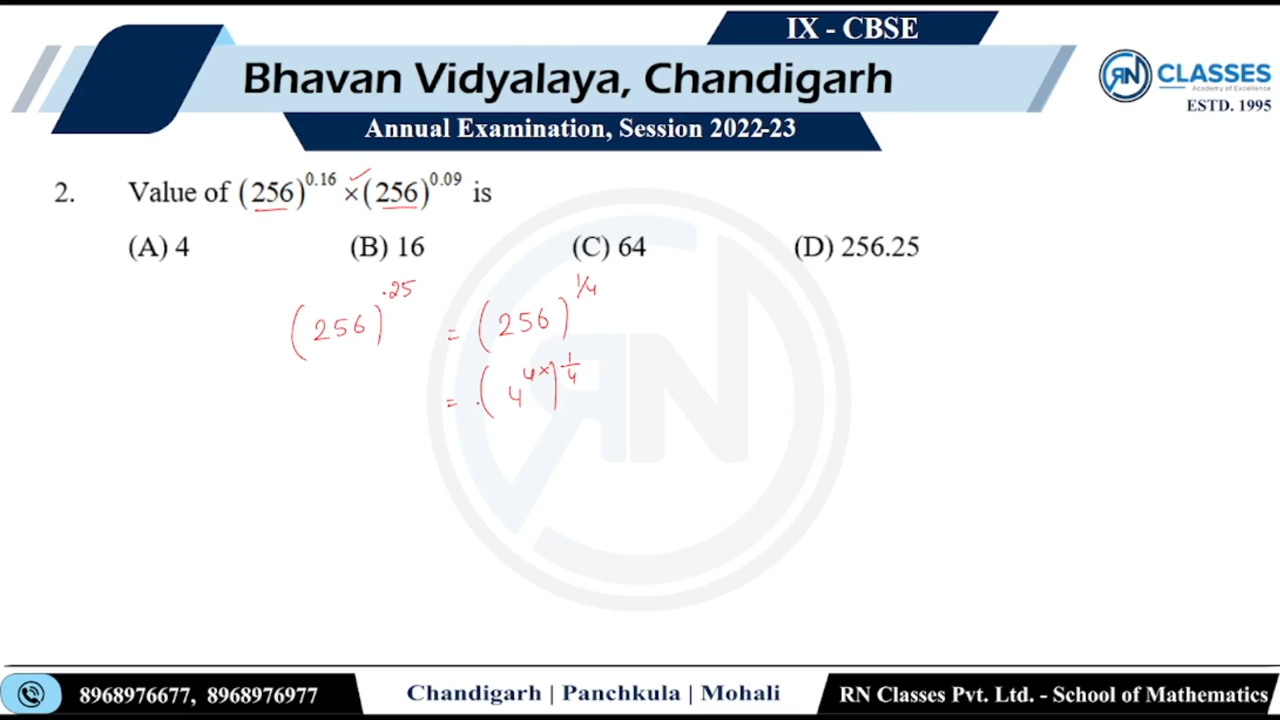 IX - CBSE
Bhavan Vidyalaya, Chandigarh
RN CLASSES
Academy of Excellence
ESTD. 1995
Annual Examination, Session 2022-23
2. Value of (256)^0.16 × (256)^0.09 is
(A) 4 (B) 16 (C) 64 (D) 256.25
(256)^.25 = (256)^1/4
= (4^4×)^1/4
RN
8968976677, 8968976977
Chandigarh | Panchkula | Mohali
RN Classes Pvt. Ltd. - School of Mathematics